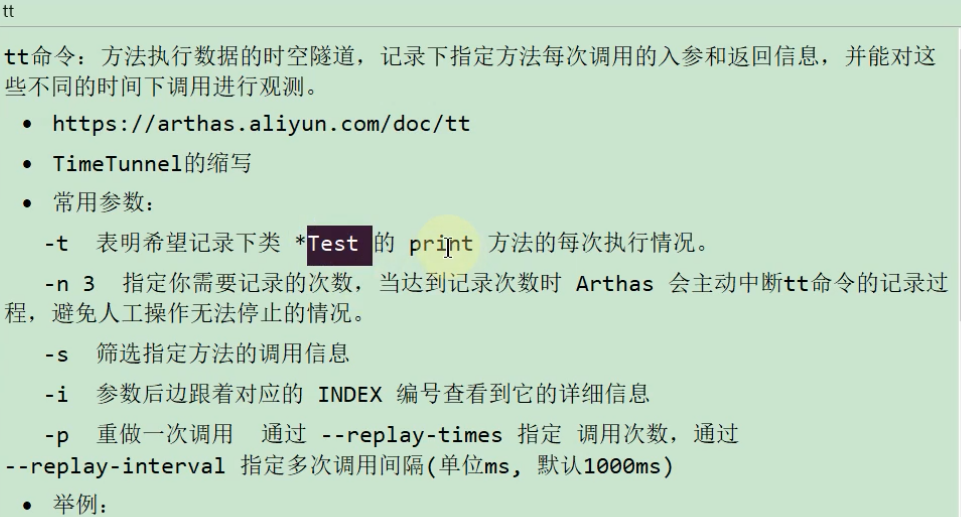 tt
tt命令：方法执行数据的时空隧道，记录下指定方法每次调用的入参和返回信息，并能对这
些不同的时间下调用进行观测。
• https://arthas.aliyun.com/doc/tt
• TimeTunnel的缩写
• 常用参数：
-t 表明希望记录下类 *Test 的 print 方法的每次执行情况。
-n 3 指定你需要记录的次数，当达到记录次数时 Arthas 会主动中断tt命令的记录过
程，避免人工操作无法停止的情况。
-s 筛选指定方法的调用信息
-i 参数后边跟着对应的 INDEX 编号查看到它的详细信息
-p 重做一次调用 通过 --replay-times 指定 调用次数，通过
--replay-interval 指定多次调用间隔(单位ms, 默认1000ms)
• 举例：